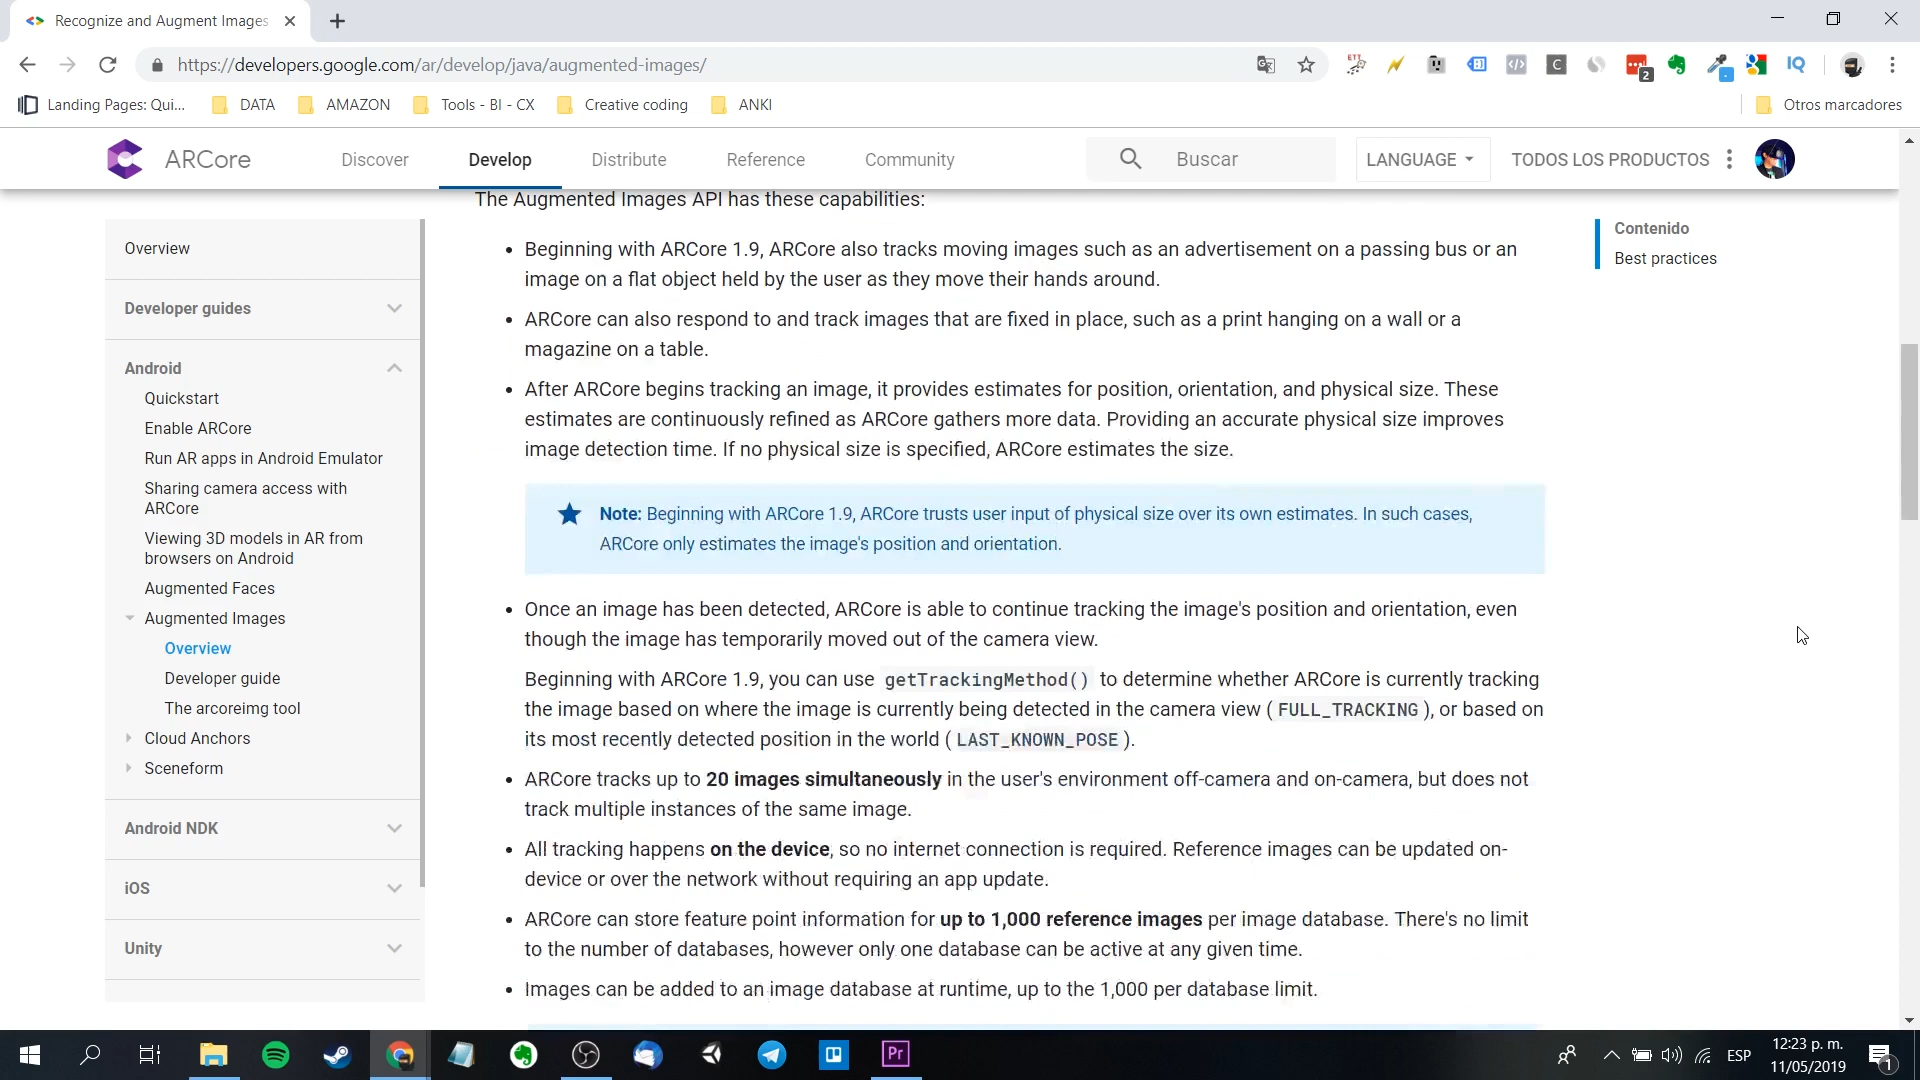 Recognize and Augment Images
https://developers.google.com/ar/develop/java/augmented-images/
2
IQ
Landing Pages: Qui...
DATA
AMAZON
Tools - BI - CX
Creative coding
ANKI
Otros marcadores
ARCore
Discover
Develop
Distribute
Reference
Community
Buscar
LANGUAGE
TODOS LOS PRODUCTOS
Overview
Developer guides
Android
Quickstart
Enable ARCore
Run AR apps in Android Emulator
Sharing camera access with
ARCore
Viewing 3D models in AR from
browsers on Android
Augmented Faces
Augmented Images
Overview
Developer guide
The arcoreimg tool
Cloud Anchors
Sceneform
Android NDK
iOS
Unity
The Augmented Images API has these capabilities:
• Beginning with ARCore 1.9, ARCore also tracks moving images such as an advertisement on a passing bus or an
image on a flat object held by the user as they move their hands around.
• ARCore can also respond to and track images that are fixed in place, such as a print hanging on a wall or a
magazine on a table.
• After ARCore begins tracking an image, it provides estimates for position, orientation, and physical size. These
estimates are continuously refined as ARCore gathers more data. Providing an accurate physical size improves
image detection time. If no physical size is specified, ARCore estimates the size.
Note: Beginning with ARCore 1.9, ARCore trusts user input of physical size over its own estimates. In such cases,
ARCore only estimates the image's position and orientation.
• Once an image has been detected, ARCore is able to continue tracking the image's position and orientation, even
though the image has temporarily moved out of the camera view.
Beginning with ARCore 1.9, you can use getTrackingMethod() to determine whether ARCore is currently tracking
the image based on where the image is currently being detected in the camera view ( FULL_TRACKING ), or based on
its most recently detected position in the world ( LAST_KNOWN_POSE ).
• ARCore tracks up to 20 images simultaneously in the user's environment off-camera and on-camera, but does not
track multiple instances of the same image.
• All tracking happens on the device, so no internet connection is required. Reference images can be updated on-
device or over the network without requiring an app update.
• ARCore can store feature point information for up to 1,000 reference images per image database. There's no limit
to the number of databases, however only one database can be active at any given time.
• Images can be added to an image database at runtime, up to the 1,000 per database limit.
Contenido
Best practices
Pr
ESP
12:23 p. m.
11/05/2019
1